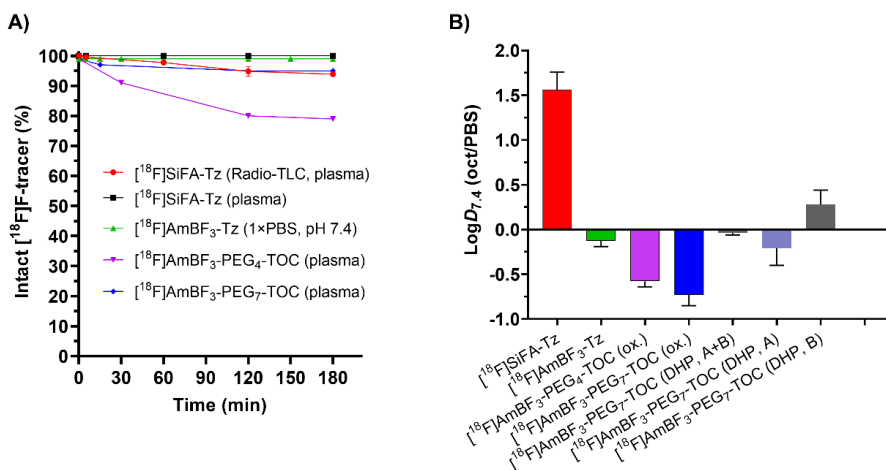 A)
Intact [¹⁸F]F-tracer (%)
100
90
80
70
60
50
40
30
20
10
0
0 30 60 90 120 150 180
Time (min)
[¹⁸F]SiFA-Tz (Radio-TLC, plasma)
[¹⁸F]SiFA-Tz (plasma)
[¹⁸F]AmBF₃-Tz (1×PBS, pH 7.4)
[¹⁸F]AmBF₃-PEG₄-TOC (plasma)
[¹⁸F]AmBF₃-PEG₇-TOC (plasma)
B)
LogD₇.₄ (oct/PBS)
2.0
1.5
1.0
0.5
0.0
-0.5
-1.0
[¹⁸F]SiFA-Tz
[¹⁸F]AmBF₃-Tz
[¹⁸F]AmBF₃-PEG₄-TOC (ox.)
[¹⁸F]AmBF₃-PEG₇-TOC (ox.)
[¹⁸F]AmBF₃-PEG₇-TOC (DHP, A+B)
[¹⁸F]AmBF₃-PEG₇-TOC (DHP, A)
[¹⁸F]AmBF₃-PEG₇-TOC (DHP, B)